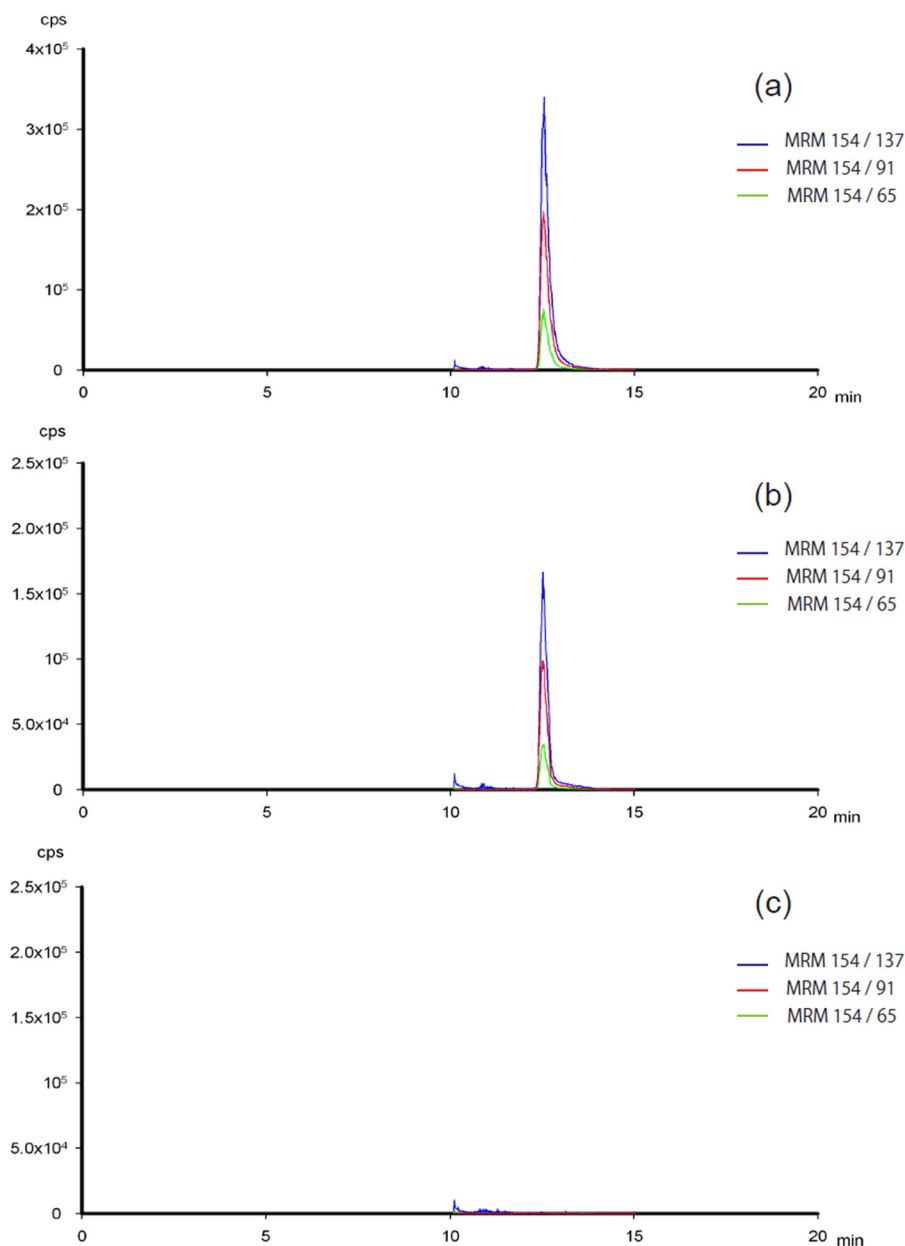 cps
4x10⁵
(a)
MRM 154 / 137
3x10⁵
MRM 154 / 91
MRM 154 / 65
2x10⁵
10⁵
0
0 5 10 15 20 min
cps
2.5x10⁵
(b)
2.0x10⁵
MRM 154 / 137
MRM 154 / 91
1.5x10⁵
MRM 154 / 65
10⁵
5.0x10⁴
0
0 5 10 15 20 min
cps
2.5x10⁵
(c)
2.0x10⁵
MRM 154 / 137
MRM 154 / 91
1.5x10⁵
MRM 154 / 65
10⁵
5.0x10⁴
0
0 5 10 15 20 min